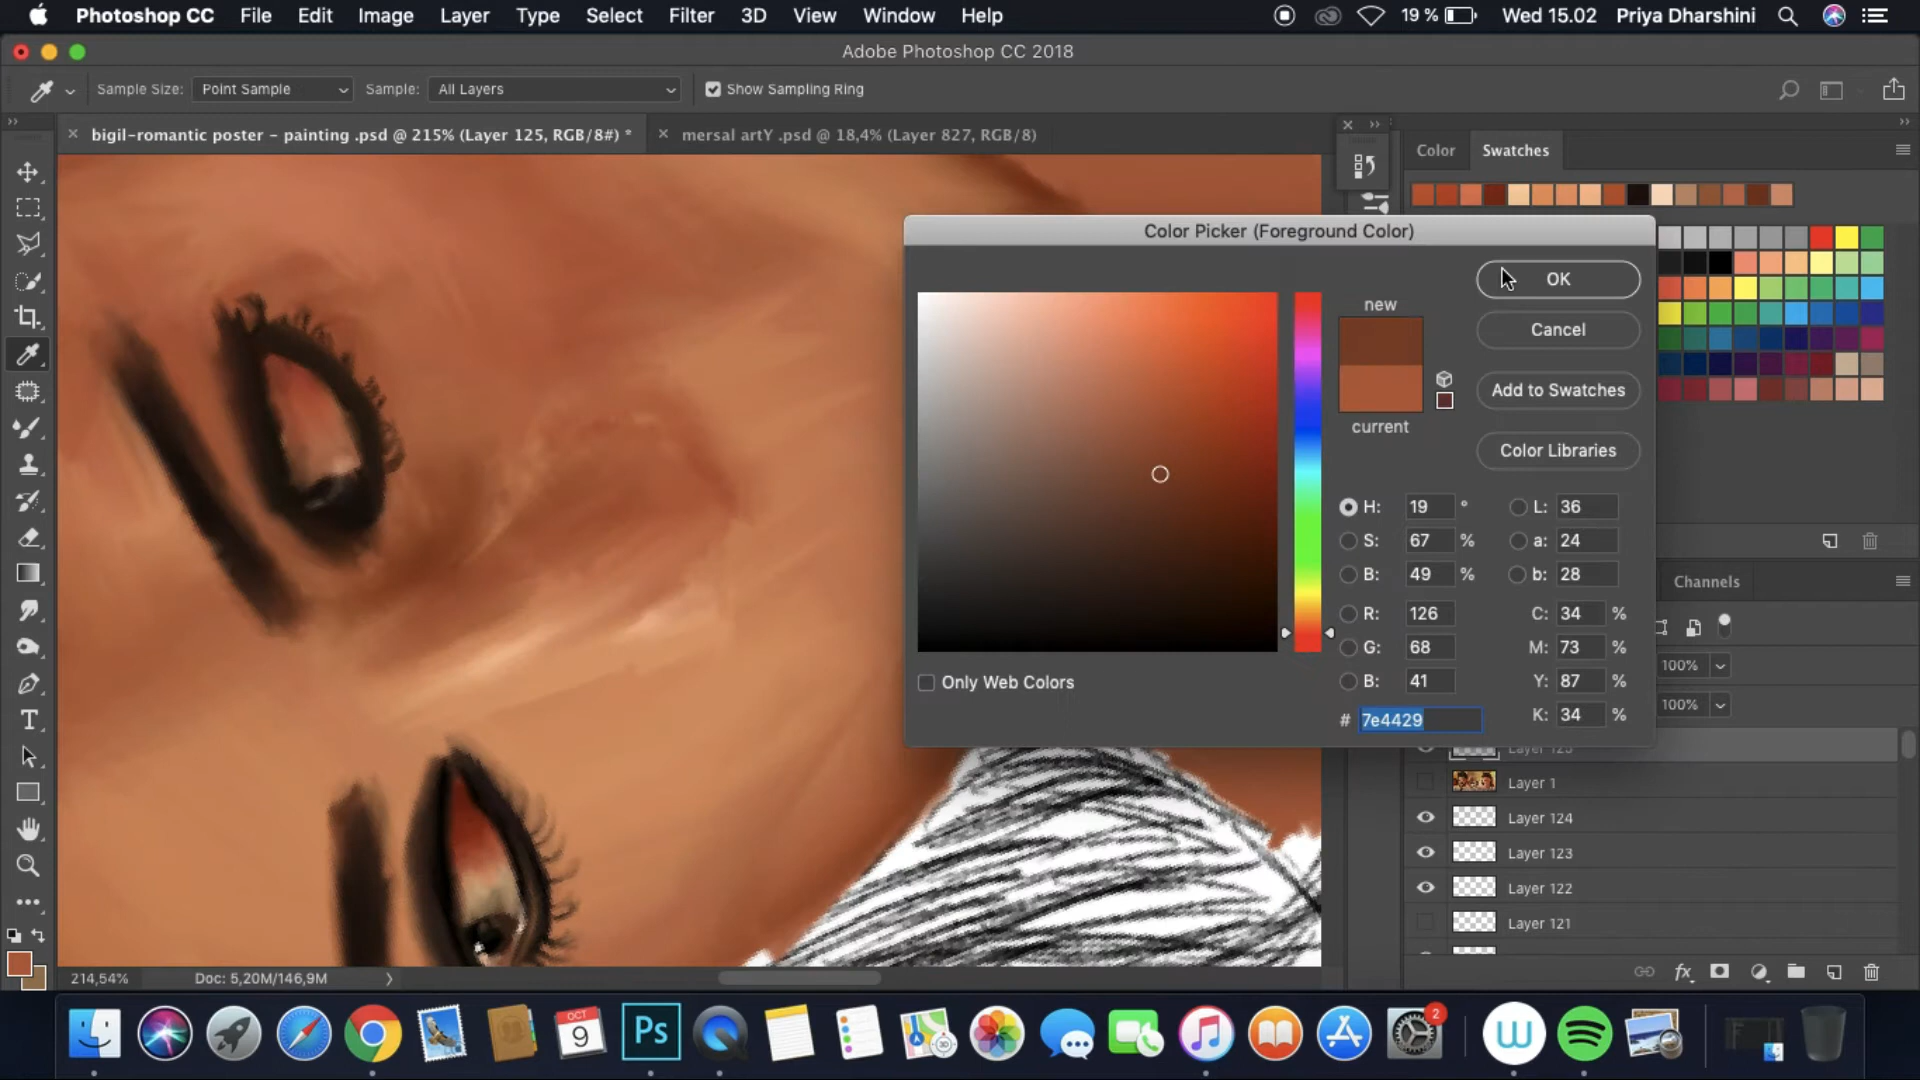 Photoshop CC File Edit Image Layer Type Select Filter 3D View Window Help 19 % Wed 15.02 Priya Dharshini
Adobe Photoshop CC 2018
Sample Size: Point Sample Sample: All Layers Show Sampling Ring
bigil-romantic poster - painting .psd @ 215% (Layer 125, RGB/8#) * mersal artY .psd @ 18,4% (Layer 827, RGB/8)
Color Swatches
Color Picker (Foreground Color)
OK
new
Cancel
Add to Swatches
current
Color Libraries
H: 19 ° L: 36
S: 67 % a: 24
B: 49 % b: 28
Channels
R: 126 C: 34 %
G: 68 M: 73 %
100%
B: 41 Y: 87 %
Only Web Colors
100%
# 7e4429 K: 34 %
Layer 1
Layer 124
Layer 123
Layer 122
Layer 121
214,54% Doc: 5,20M/146,9M
fx
OCT
9
Ps
2